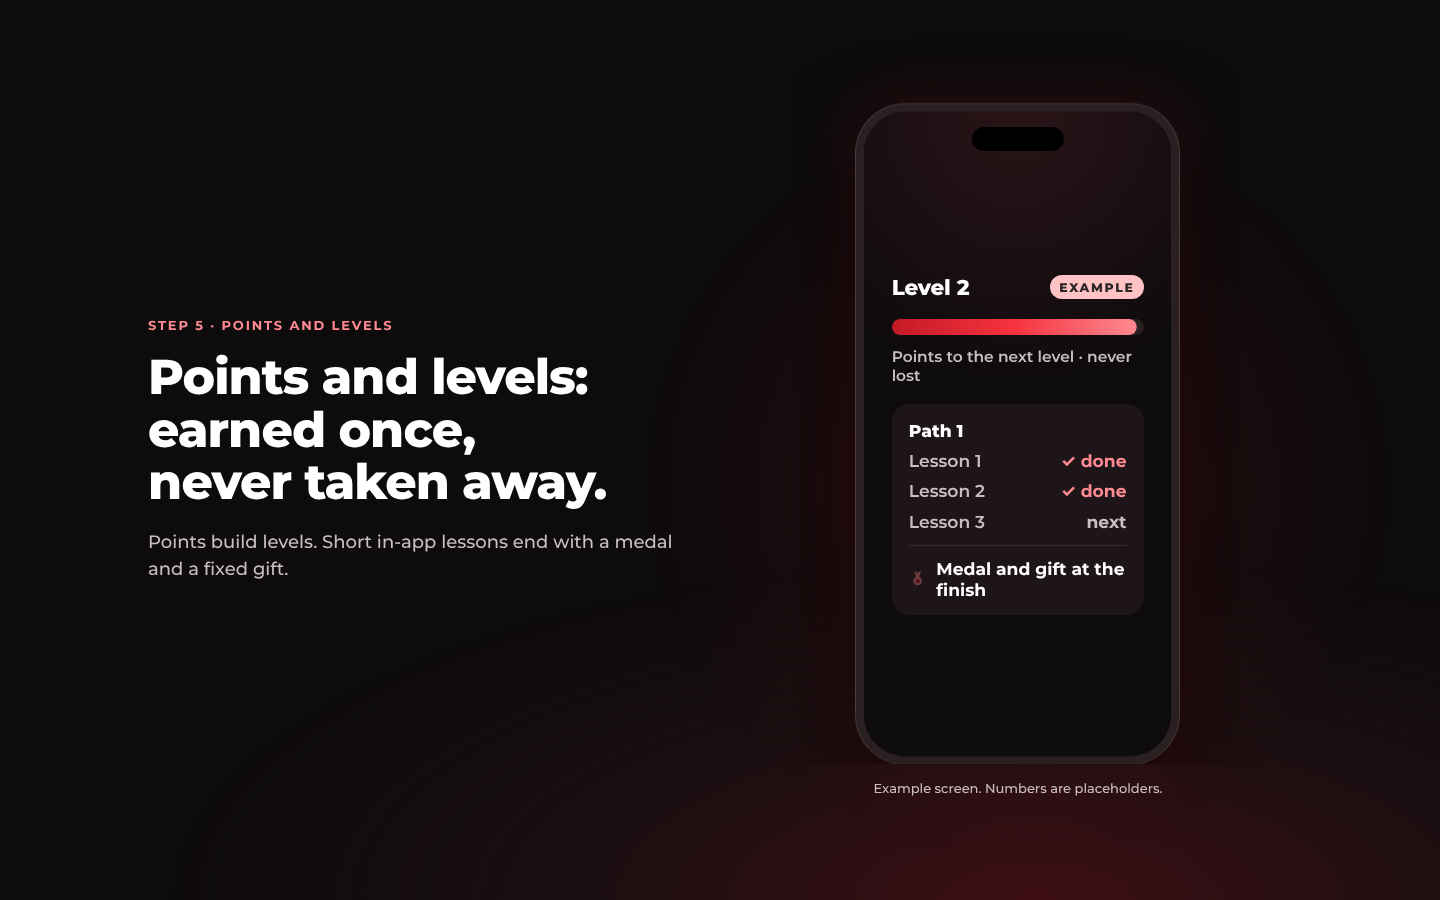 STEP 5 · POINTS AND LEVELS
Points and levels:
earned once,
never taken away.
Points build levels. Short in-app lessons end with a medal
and a fixed gift.
Level 2
EXAMPLE
Points to the next level · never
lost
Path 1
Lesson 1 ✓ done
Lesson 2 ✓ done
Lesson 3 next
Medal and gift at the
finish
Example screen. Numbers are placeholders.